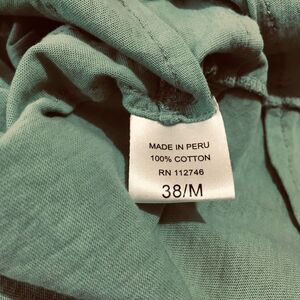 MADE IN PERU
100% COTTON
RN 112746
38/M